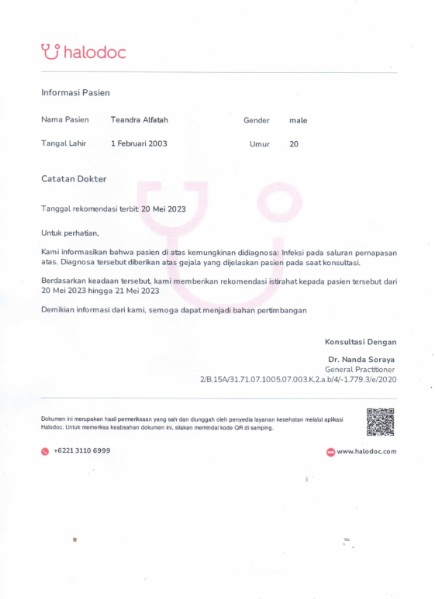 halodoc
Informasi Pasien
Nama Pasien Teandra Alfatah Gender male
Tangal Lahir 1 Februari 2003 Umur 20
Catatan Dokter
Tanggal rekomendasi terbit: 20 Mei 2023
Untuk perhatian,
Kami informasikan bahwa pasien di atas kemungkinan didiagnosa: Infeksi pada saluran pernapasan
atas. Diagnosa tersebut diberikan atas gejala yang dijelaskan pasien pada saat konsultasi.
Berdasarkan keadaan tersebut, kami memberikan rekomendasi istirahat kepada pasien tersebut dari
20 Mei 2023 hingga 21 Mei 2023
Demikian informasi dari kami, semoga dapat menjadi bahan pertimbangan
Konsultasi Dengan
Dr. Nanda Soraya
General Practitioner
2/B.15A/31.71.07.1005.07.003.K.2.a.b/4/-1.779.3/e/2020
Dokumen ini merupakan hasil pemeriksaan yang sah dan diunggah oleh penyedia layanan kesehatan melalui aplikasi
Halodoc. Untuk memeriksa keabsahan dokumen ini, silakan memindai kode QR di samping.
+6221 3110 6999 www.halodoc.com